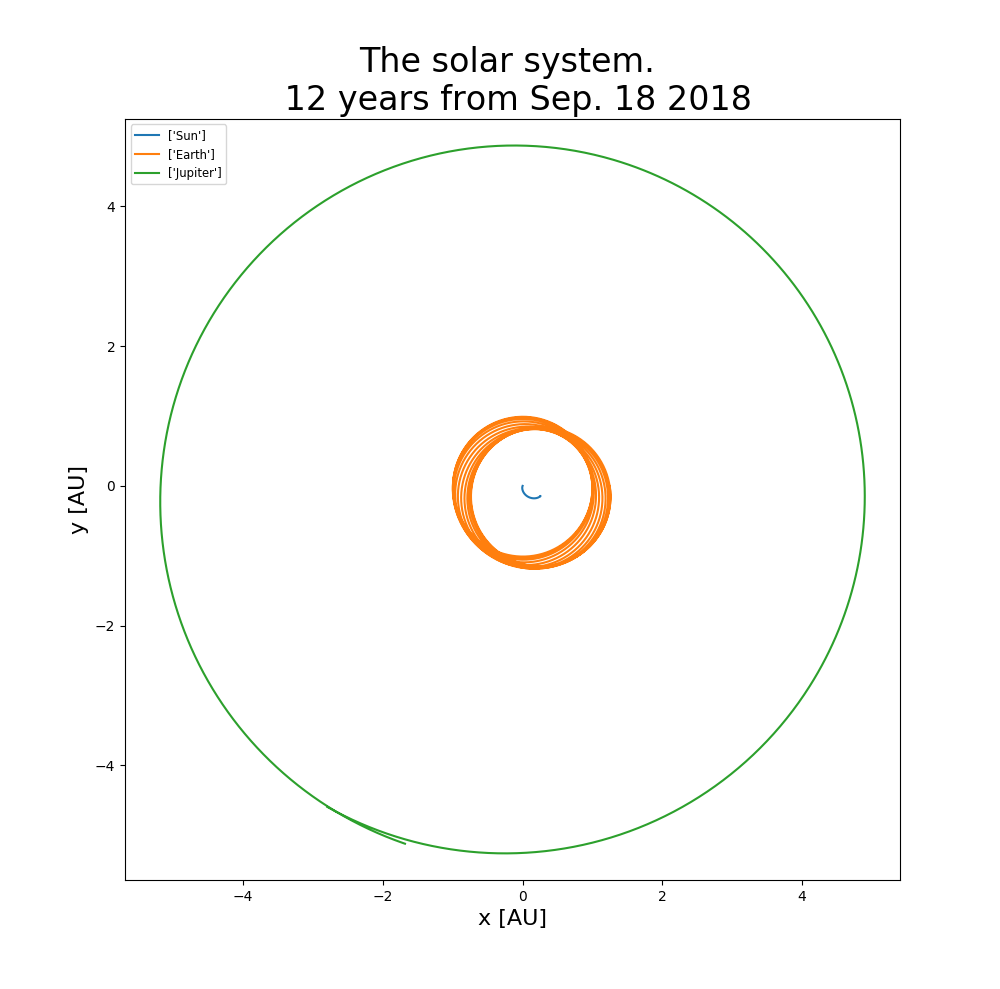 The solar system.
12 years from Sep. 18 2018
['Sun']
['Earth']
['Jupiter']
4
2
0
−2
−4
y [AU]
−4
−2
0
2
4
x [AU]